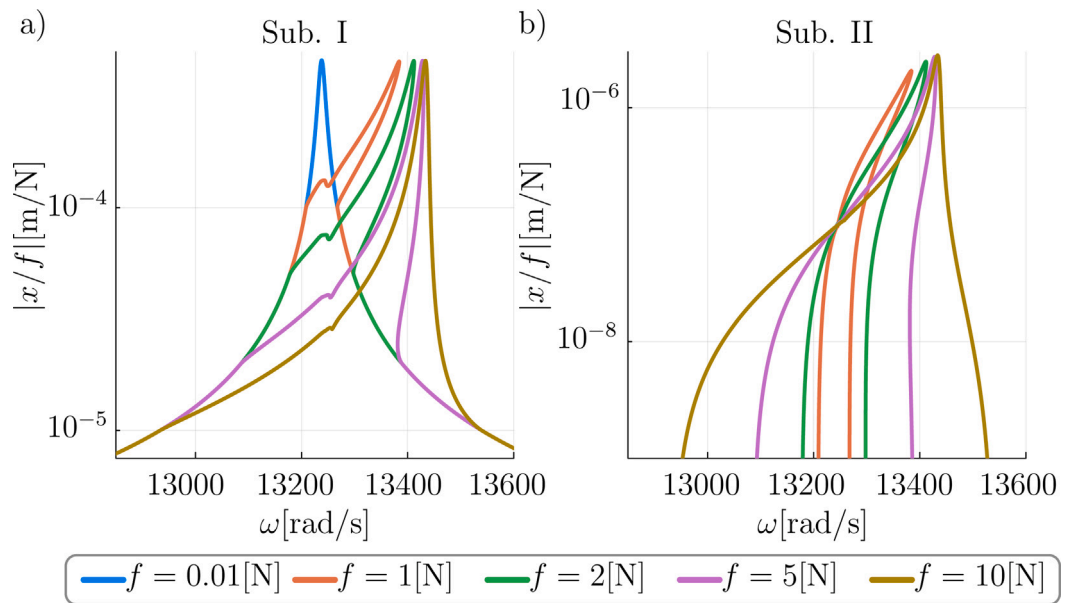 a)
Sub. I
|x/f|[m/N]
10⁻⁴
10⁻⁵
13000 13200 13400 13600
ω[rad/s]
b)
Sub. II
|x/f|[m/N]
10⁻⁶
10⁻⁸
13000 13200 13400 13600
ω[rad/s]
f = 0.01[N] f = 1[N] f = 2[N] f = 5[N] f = 10[N]